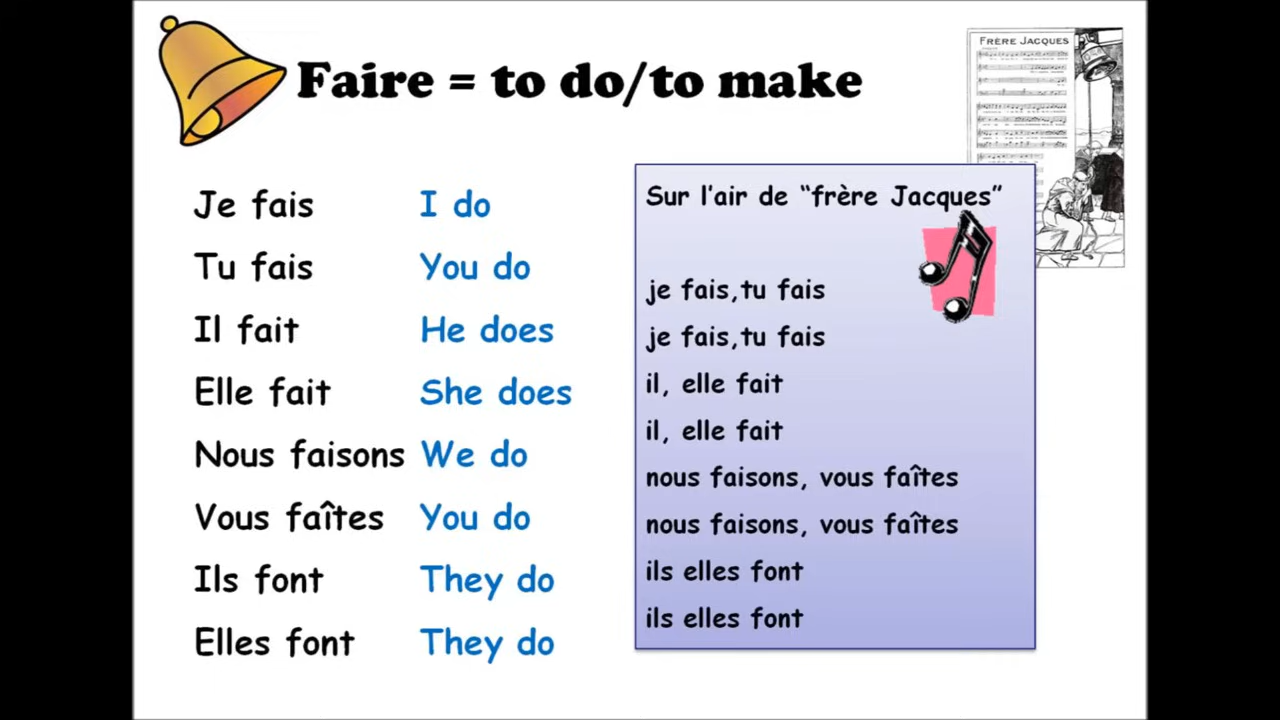 Faire = to do/to make
FRÈRE JACQUES
Je fais I do
Tu fais You do
Il fait He does
Elle fait She does
Nous faisons We do
Vous faîtes You do
Ils font They do
Elles font They do
Sur l’air de “frère Jacques”
je fais,tu fais
je fais,tu fais
il, elle fait
il, elle fait
nous faisons, vous faîtes
nous faisons, vous faîtes
ils elles font
ils elles font